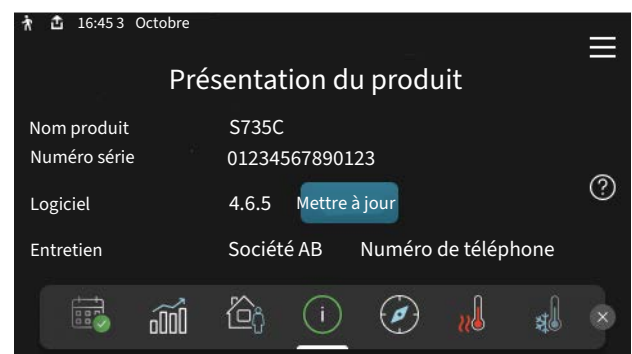 16:45 3 Octobre
Présentation du produit
Nom produit S735C
Numéro série 01234567890123
Logiciel 4.6.5 Mettre à jour
Entretien Société AB Numéro de téléphone